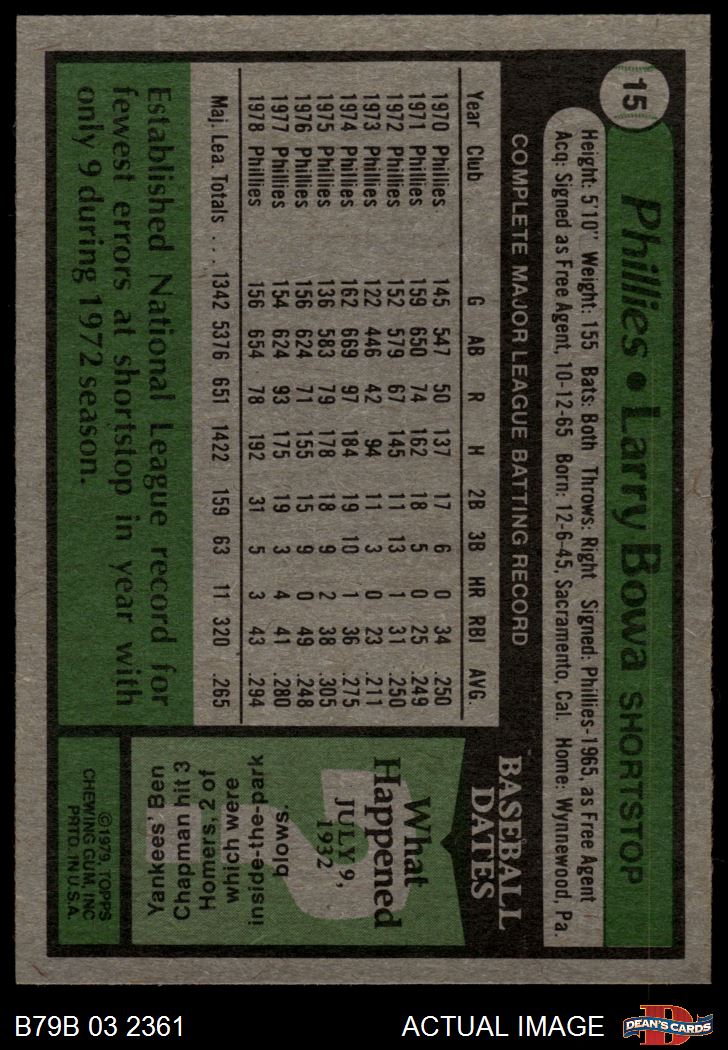 15
Phillies • Larry Bowa SHORTSTOP
Height: 5'10" Weight: 155 Bats: Both Throws: Right Signed: Phillies-1965, as Free Agent
Acq: Signed as Free Agent, 10-12-65 Born: 12-6-45, Sacramento, Cal. Home: Wynnewood, Pa.
COMPLETE MAJOR LEAGUE BATTING RECORD
Year Club G AB R H 2B 3B HR RBI AVG.
1970 Phillies 145 547 50 137 17 6 0 34 .250
1971 Phillies 159 650 74 162 18 5 0 25 .249
1972 Phillies 152 579 67 145 11 13 1 31 .250
1973 Phillies 122 446 42 94 11 3 0 23 .211
1974 Phillies 162 669 97 184 19 10 1 36 .275
1975 Phillies 136 583 79 178 18 9 2 38 .305
1976 Phillies 156 624 71 155 15 9 0 49 .248
1977 Phillies 154 624 93 175 19 3 4 41 .280
1978 Phillies 156 654 78 192 31 5 3 43 .294
Maj. Lea. Totals . . . 1342 5376 651 1422 159 63 11 320 .265
Established National League record for
fewest errors at shortstop in year with
only 9 during 1972 season.
BASEBALL
DATES
What
Happened
JULY 9,
1932
?
Yankees' Ben
Chapman hit 3
Homers, 2 of
which were
inside-the-park
blows.
©1979, TOPPS
CHEWING GUM, INC
PRTD. IN U.S.A.
B79B 03 2361
ACTUAL IMAGE
D
DEAN'S CARDS